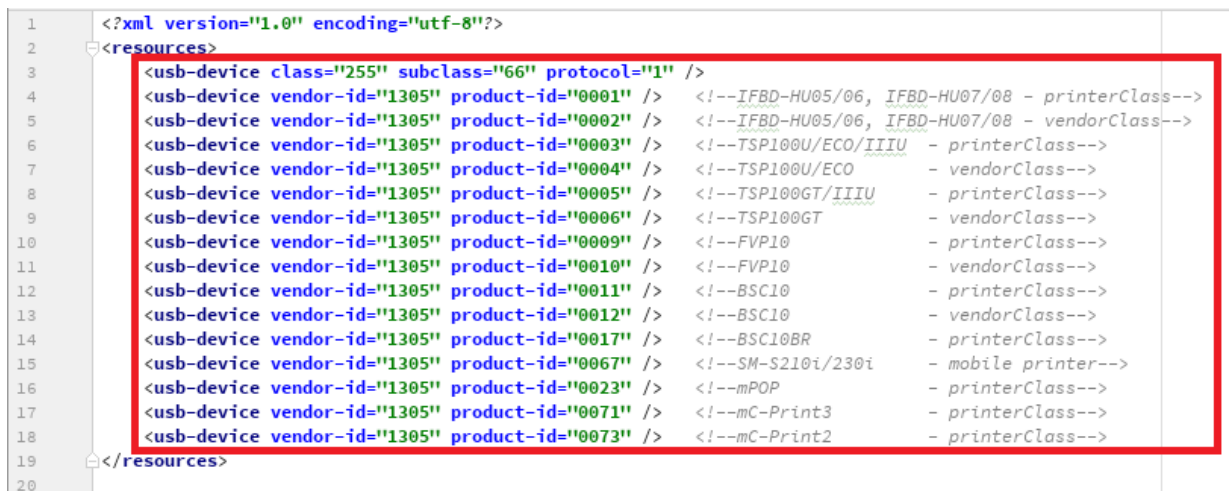 1 <?xml version="1.0" encoding="utf-8"?>
2 <resources>
3 <usb-device class="255" subclass="66" protocol="1" />
4 <usb-device vendor-id="1305" product-id="0001" /> <!--IFBD-HU05/06, IFBD-HU07/08 - printerClass-->
5 <usb-device vendor-id="1305" product-id="0002" /> <!--IFBD-HU05/06, IFBD-HU07/08 - vendorClass-->
6 <usb-device vendor-id="1305" product-id="0003" /> <!--TSP100U/ECO/IIIU - printerClass-->
7 <usb-device vendor-id="1305" product-id="0004" /> <!--TSP100U/ECO - vendorClass-->
8 <usb-device vendor-id="1305" product-id="0005" /> <!--TSP100GT/IIIU - printerClass-->
9 <usb-device vendor-id="1305" product-id="0006" /> <!--TSP100GT - vendorClass-->
10 <usb-device vendor-id="1305" product-id="0009" /> <!--FVP10 - printerClass-->
11 <usb-device vendor-id="1305" product-id="0010" /> <!--FVP10 - vendorClass-->
12 <usb-device vendor-id="1305" product-id="0011" /> <!--BSC10 - printerClass-->
13 <usb-device vendor-id="1305" product-id="0012" /> <!--BSC10 - vendorClass-->
14 <usb-device vendor-id="1305" product-id="0017" /> <!--BSC10BR - printerClass-->
15 <usb-device vendor-id="1305" product-id="0067" /> <!--SM-S210i/230i - mobile printer-->
16 <usb-device vendor-id="1305" product-id="0023" /> <!--mPOP - printerClass-->
17 <usb-device vendor-id="1305" product-id="0071" /> <!--mC-Print3 - printerClass-->
18 <usb-device vendor-id="1305" product-id="0073" /> <!--mC-Print2 - printerClass-->
19 </resources>
20